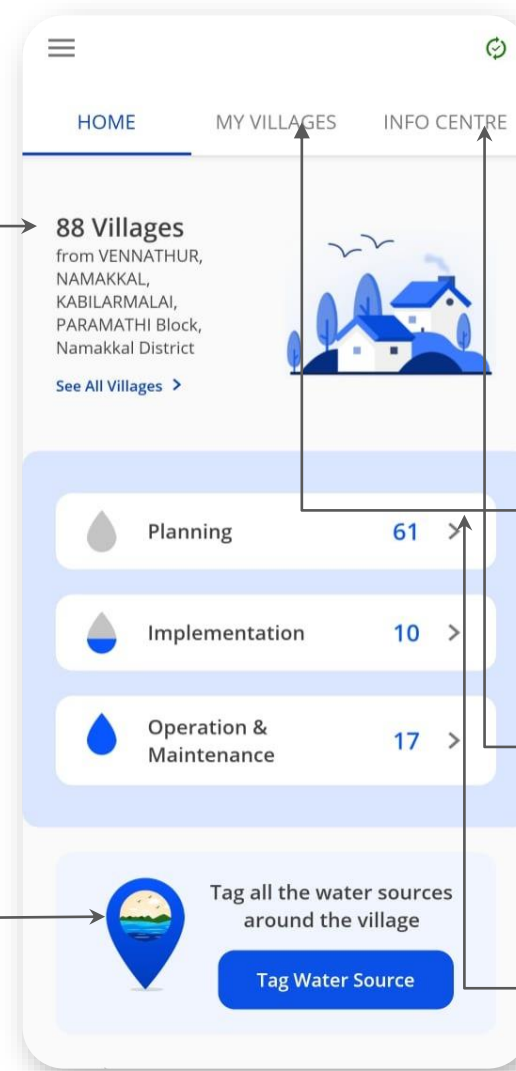 HOME MY VILLAGES INFO CENTRE
88 Villages
from VENNATHUR,
NAMAKKAL,
KABILARMALAI,
PARAMATHI Block,
Namakkal District
See All Villages >
Planning 61 >
Implementation 10 >
Operation &
Maintenance 17 >
Tag all the water sources
around the village
Tag Water Source